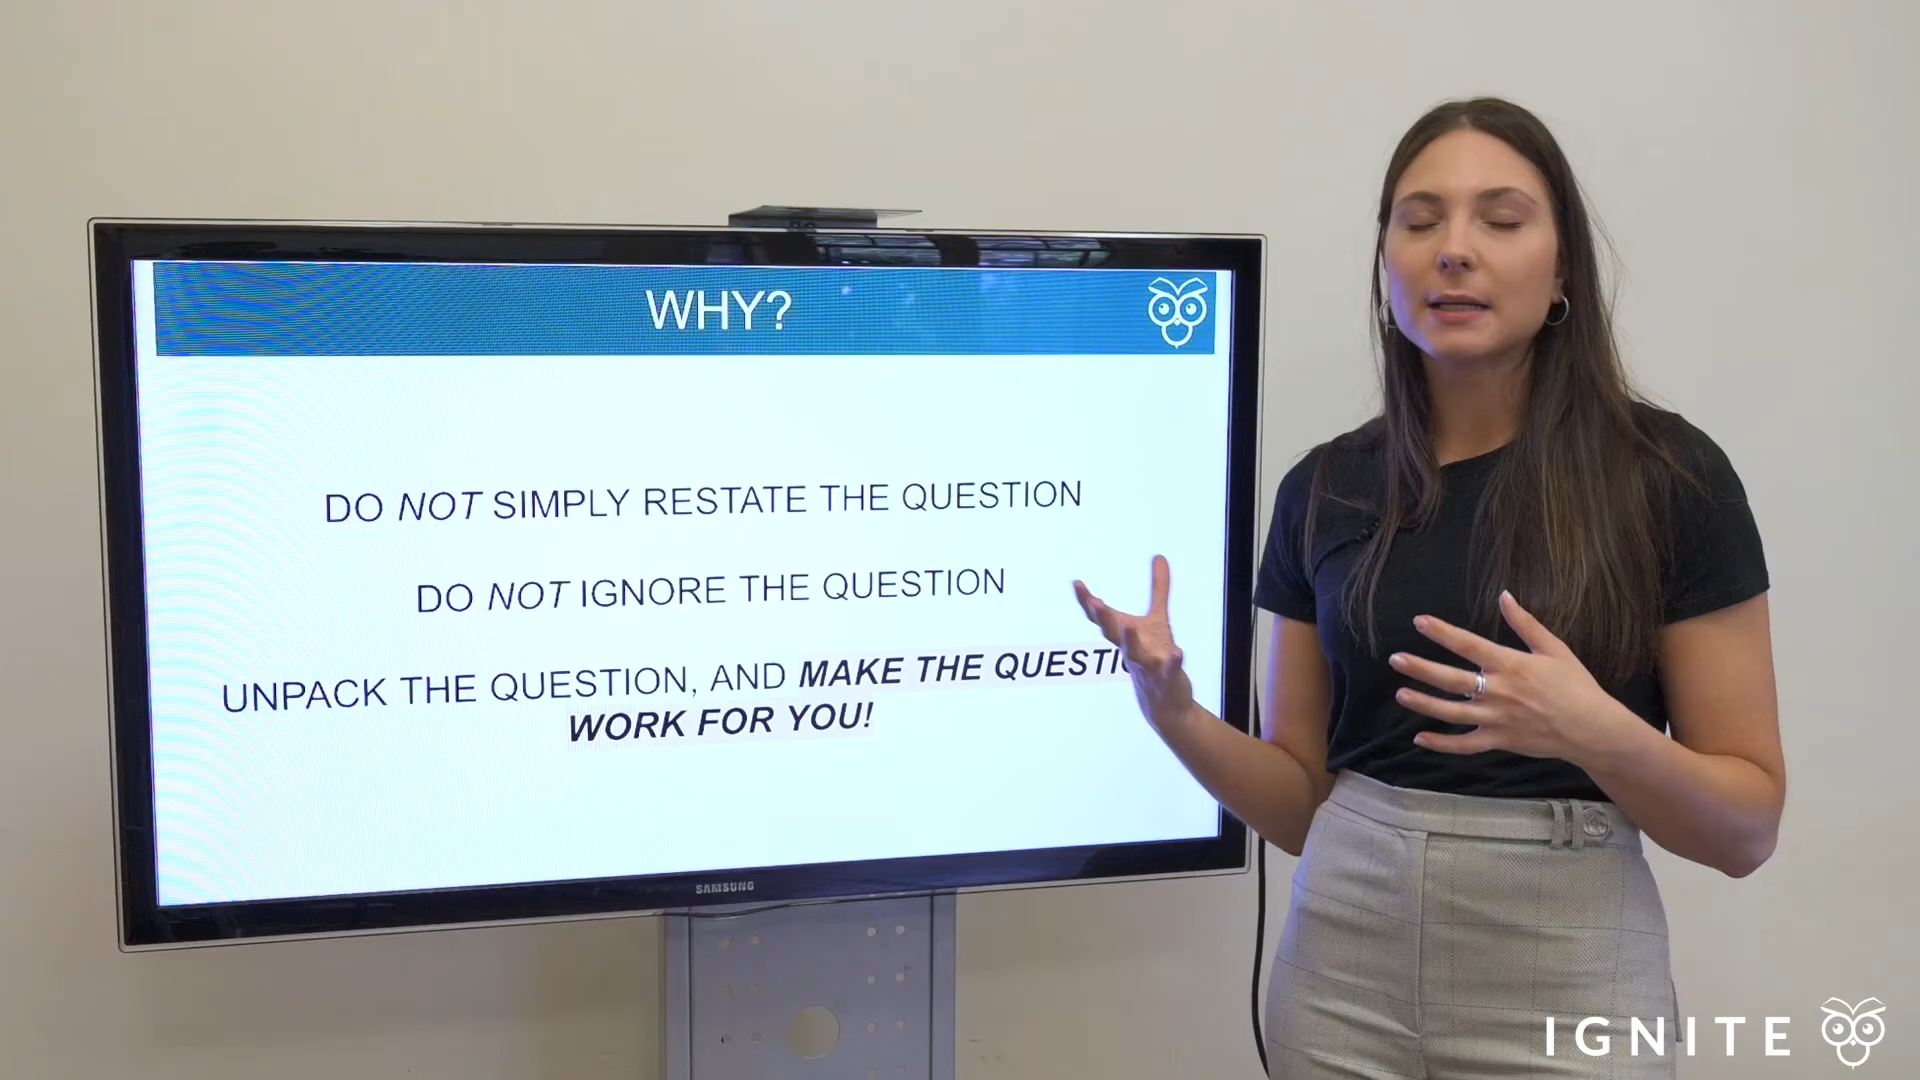 WHY?
DO NOT SIMPLY RESTATE THE QUESTION
DO NOT IGNORE THE QUESTION
UNPACK THE QUESTION, AND MAKE THE QUESTIO
WORK FOR YOU!
SAMSUNG
IGNITE